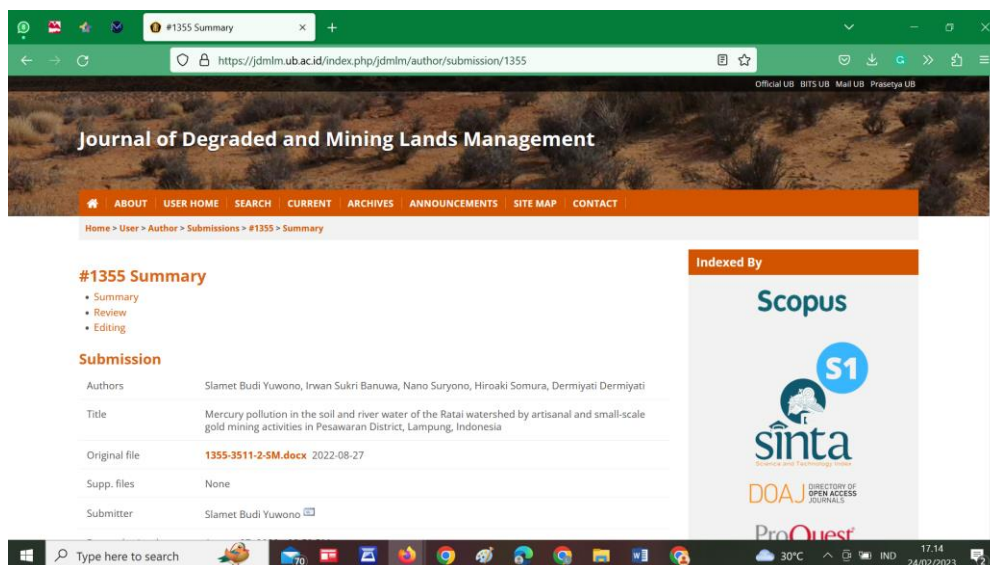 #1355 Summary
https://jdmlm.ub.ac.id/index.php/jdmlm/author/submission/1355
Official UB BITS UB Mail UB Prasetya UB
Journal of Degraded and Mining Lands Management
ABOUT USER HOME SEARCH CURRENT ARCHIVES ANNOUNCEMENTS SITE MAP CONTACT
Home > User > Author > Submissions > #1355 > Summary
#1355 Summary
• Summary
• Review
• Editing
Submission
Authors Slamet Budi Yuwono, Irwan Sukri Banuwa, Nano Suryono, Hiroaki Somura, Dermiyati Dermiyati
Title Mercury pollution in the soil and river water of the Ratai watershed by artisanal and small-scale
gold mining activities in Pesawaran District, Lampung, Indonesia
Original file 1355-3511-2-SM.docx 2022-08-27
Supp. files None
Submitter Slamet Budi Yuwono
Indexed By
Scopus
S1
sinta
Science and Technology Index
DOAJ DIRECTORY OF
OPEN ACCESS
JOURNALS
ProQuest
Type here to search
70
30°C
IND
17.14
24/02/2023
2